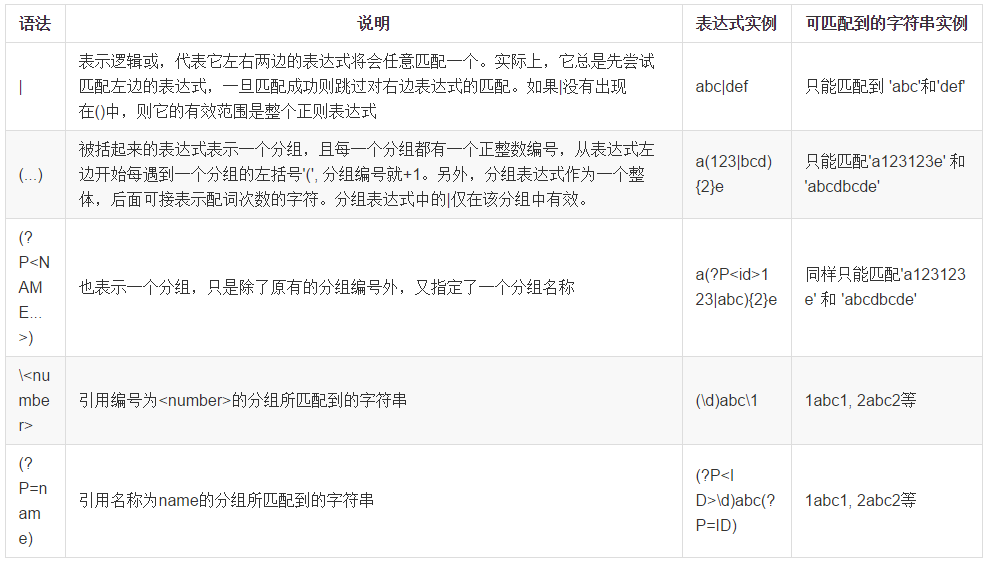 语法 说明 表达式实例 可匹配到的字符串实例
| 表示逻辑或，代表它左右两边的表达式将会任意匹配一个。实际上，它总是先尝试
匹配左边的表达式，一旦匹配成功则跳过对右边表达式的匹配。如果|没有出现
在()中，则它的有效范围是整个正则表达式
abc|def
只能匹配到 'abc'和'def'
(...)
被括起来的表达式表示一个分组，且每一个分组都有一个正整数编号，从表达式左
边开始每遇到一个分组的左括号'(', 分组编号就+1。另外，分组表达式作为一个整
体，后面可接表示配词次数的字符。分组表达式中的|仅在该分组中有效。
a(123|bcd)
{2}e
只能匹配'a123123e' 和
'abcdbcde'
(?
P<N
AM
E...
>)
也表示一个分组，只是除了原有的分组编号外，又指定了一个分组名称
a(?P<id>1
23|abc){2}e
同样只能匹配'a123123
e' 和 'abcdbcde'
\<nu
mbe
r>
引用编号为<number>的分组所匹配到的字符串
(\d)abc\1
1abc1, 2abc2等
(?
P=n
am
e)
引用名称为name的分组所匹配到的字符串
(?P<I
D>\d)abc(?
P=ID)
1abc1, 2abc2等